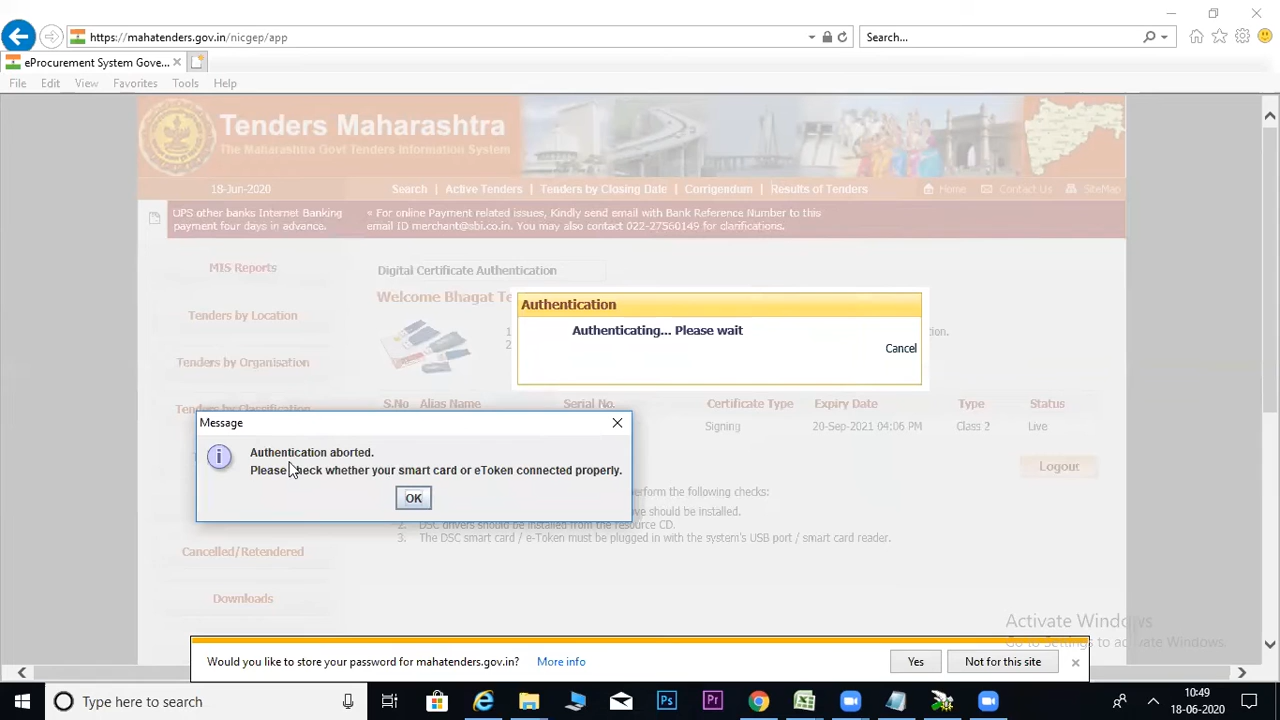 https://mahatenders.gov.in/nicgep/app
Search...
eProcurement System Gove...
File Edit View Favorites Tools Help
Tenders Maharashtra
The Maharashtra Govt Tenders Information System
18-Jun-2020 Search | Active Tenders | Tenders by Closing Date | Corrigendum | Results of Tenders Home Contact Us SiteMap
UPS other banks Internet Banking
payment four days in advance.
For online Payment related issues, Kindly send email with Bank Reference Number to this
email ID merchant@sbi.co.in. You may also contact 022-27560149 for clarifications.
MIS Reports
Tenders by Location
Tenders by Organisation
Tenders by Classification
Cancelled/Retendered
Downloads
Digital Certificate Authentication
Welcome Bhagat Te
1
2
Authentication
Authenticating... Please wait
Cancel
S.No Alias Name Serial No. Certificate Type Expiry Date Type Status
Signing 20-Sep-2021 04:06 PM Class 2 Live
Logout
Message
Authentication aborted.
Please check whether your smart card or eToken connected properly.
OK
perform the following checks:
should be installed.
2. DSC drivers should be installed from the resource CD.
3. The DSC smart card / e-Token must be plugged in with the system's USB port / smart card reader.
Activate Windows
Go to Settings to activate Windows.
Would you like to store your password for mahatenders.gov.in? More info Yes Not for this site
Type here to search
10:49
18-06-2020